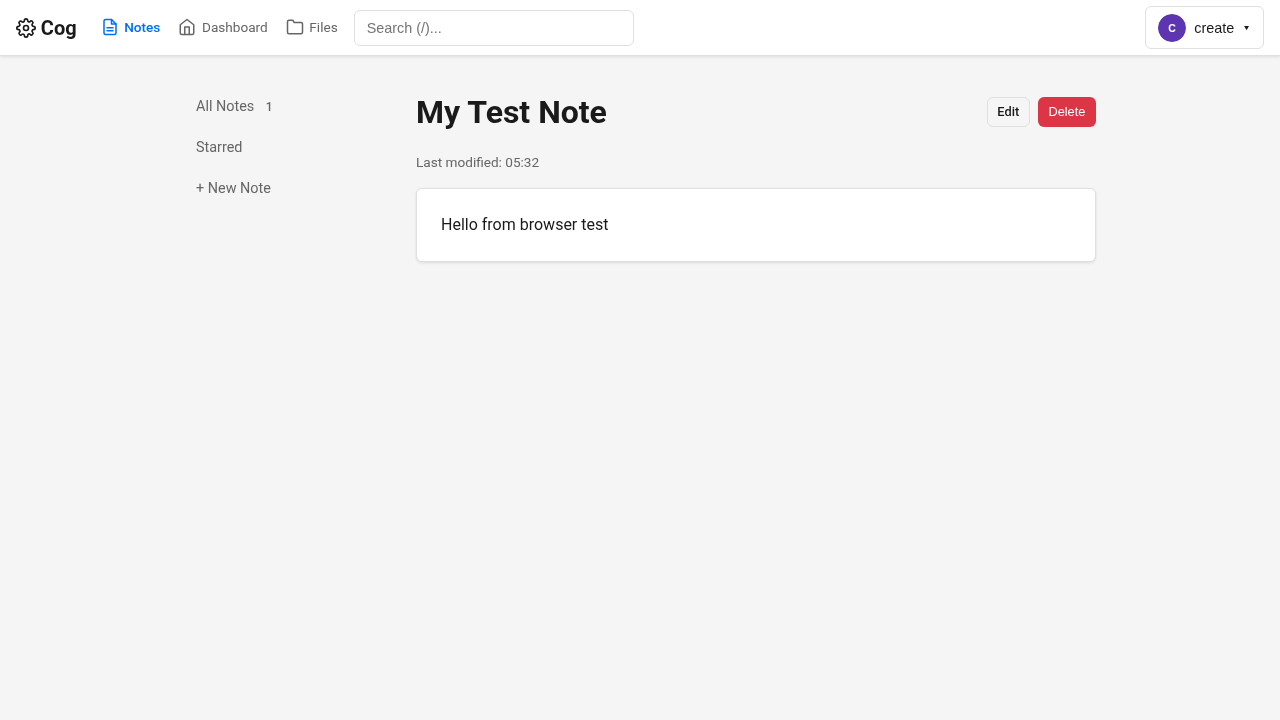 Cog
Notes
Dashboard
Files
Search (/)...
C
create
All Notes 1
Starred
+ New Note
My Test Note
Edit
Delete
Last modified: 05:32
Hello from browser test